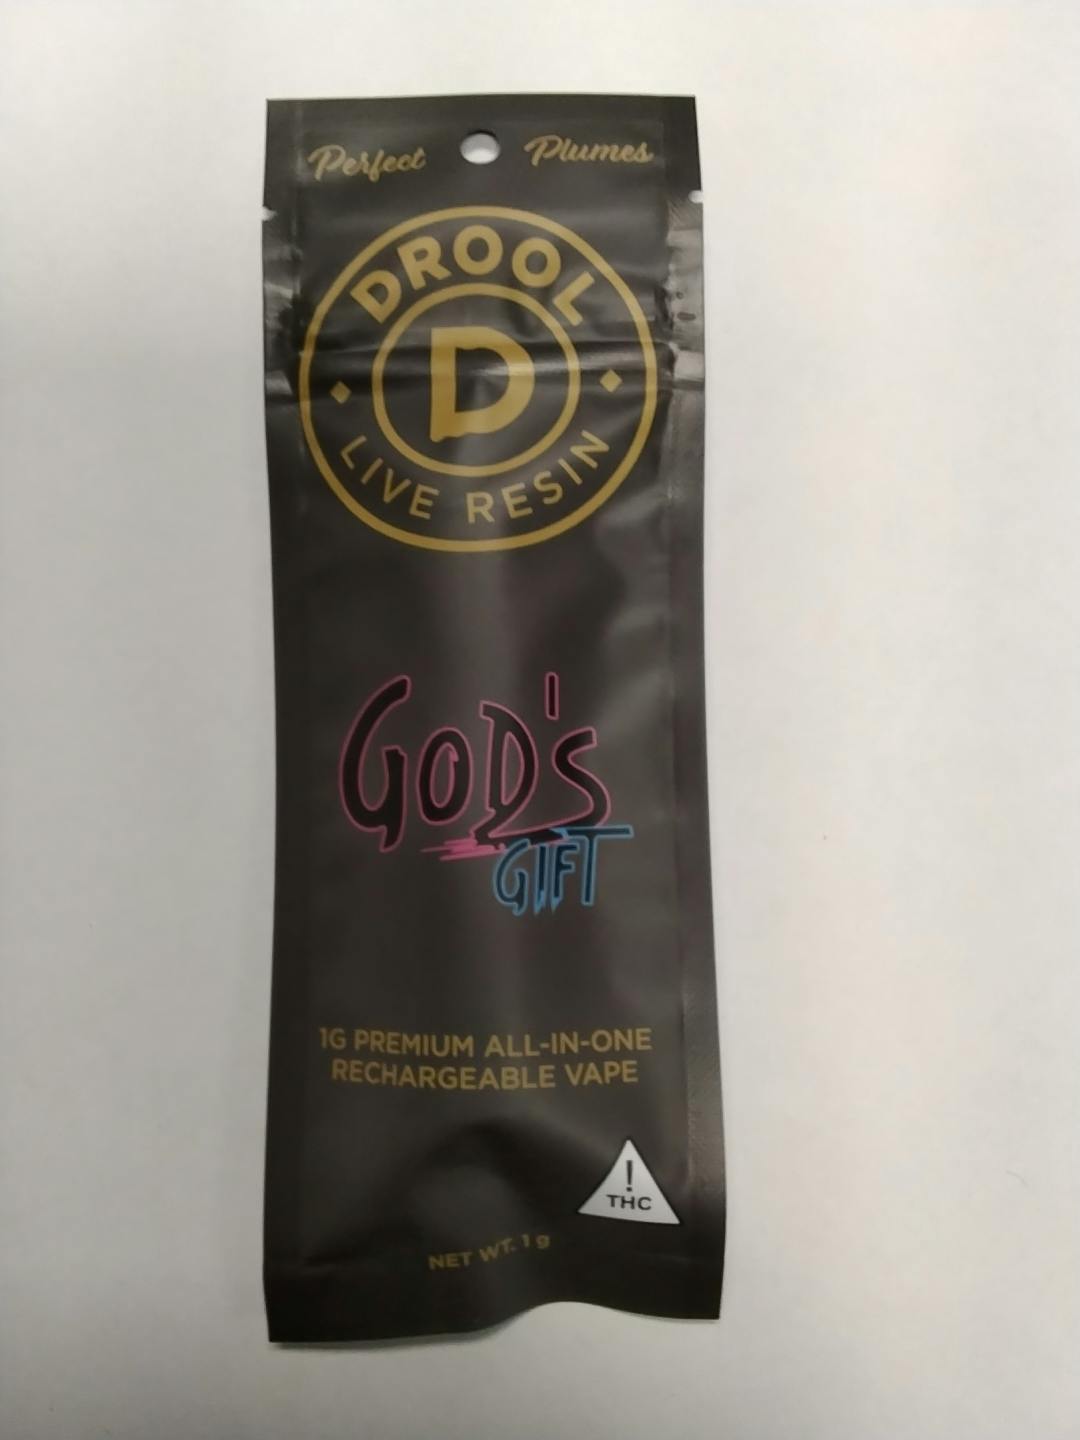 Perfect Plumes
DROOL
D
LIVE RESIN
GOD'S
GIFT
1G PREMIUM ALL-IN-ONE
RECHARGEABLE VAPE
!
THC
NET WT. 1g